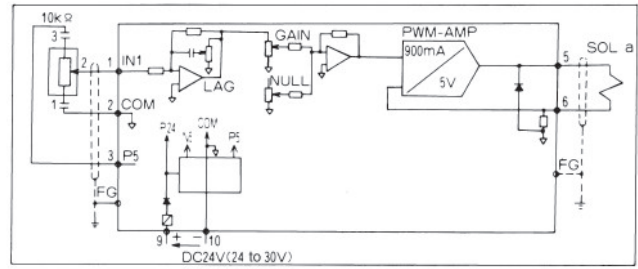 10kΩ
3
2
1
1 IN1
2 COM
3 P5
FG
LAG
GAIN
NULL
PWM-AMP
900mA
5V
5 SOL a
6
FG
P24
N5
COM
P5
9 + − 10
DC24V(24 to 30V)